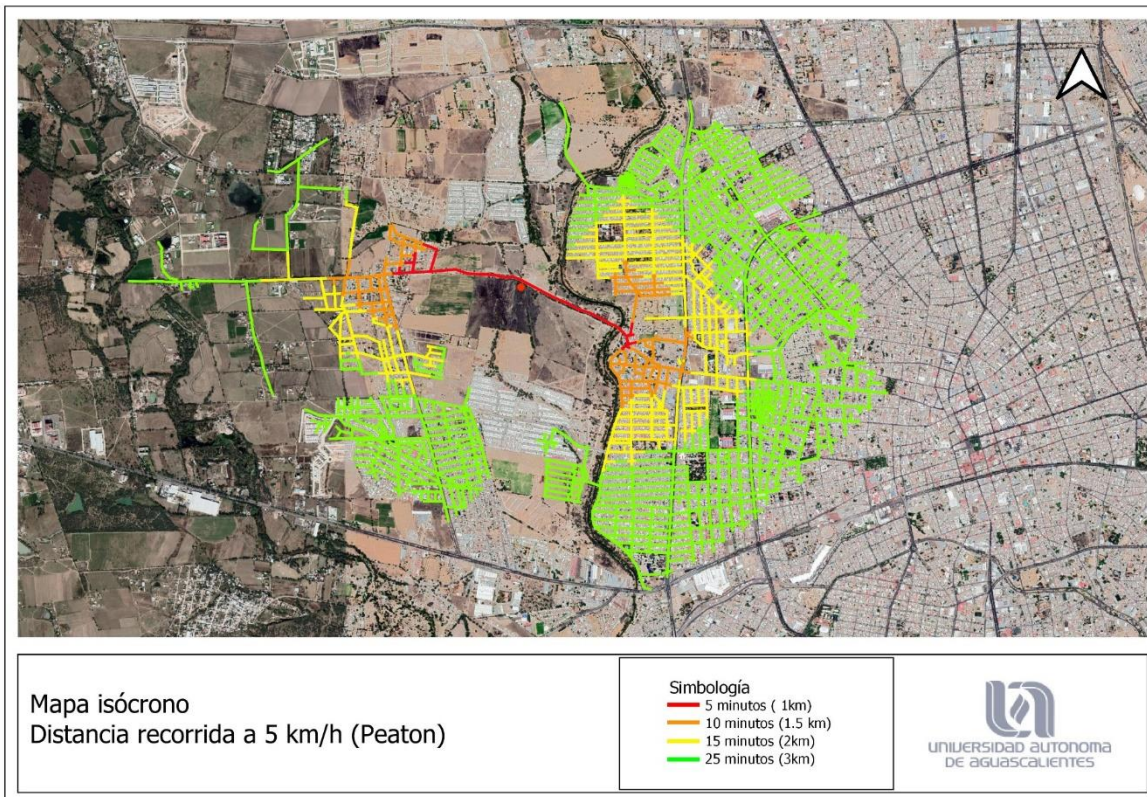 Mapa isócrono
Distancia recorrida a 5 km/h (Peaton)
Simbología
5 minutos ( 1km)
10 minutos (1.5 km)
15 minutos (2km)
25 minutos (3km)
UNIVERSIDAD AUTONOMA
DE AGUASCALIENTES